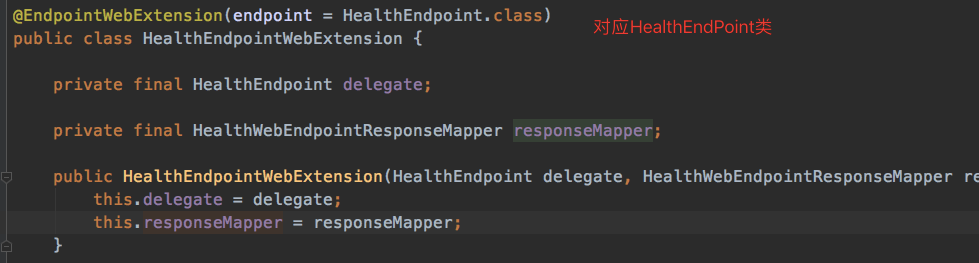 @EndpointWebExtension(endpoint = HealthEndpoint.class)
对应HealthEndPoint类
public class HealthEndpointWebExtension {
private final HealthEndpoint delegate;
private final HealthWebEndpointResponseMapper responseMapper;
public HealthEndpointWebExtension(HealthEndpoint delegate, HealthWebEndpointResponseMapper re
this.delegate = delegate;
this.responseMapper = responseMapper;
}